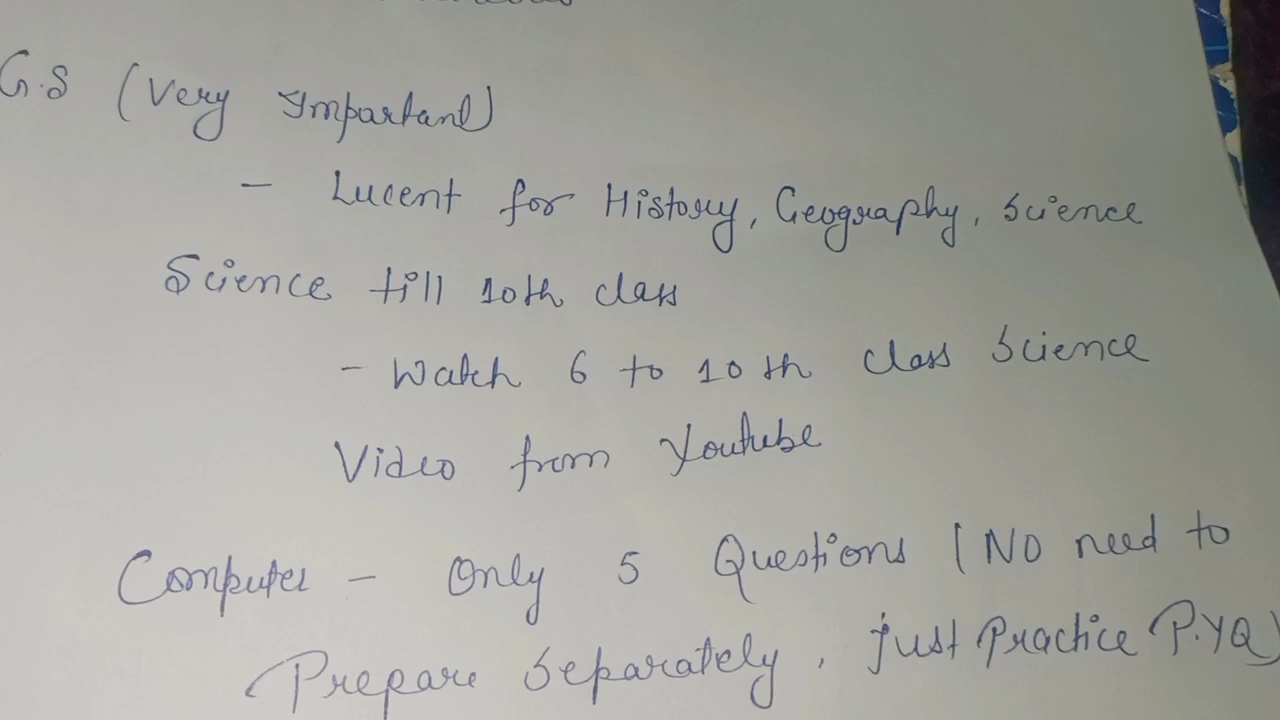 G.S (Very Important)
- Lucent for History, Geography, Science
Science till 10th class
- Watch 6 to 10th class Science
Video from Youtube
Computer - Only 5 Questions (No need to
Prepare Separately, just Practice P.YQ)